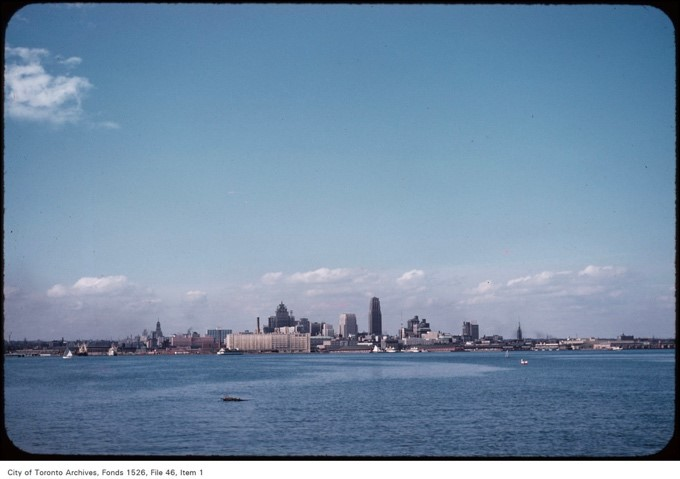 City of Toronto Archives, Fonds 1526, File 46, Item 1